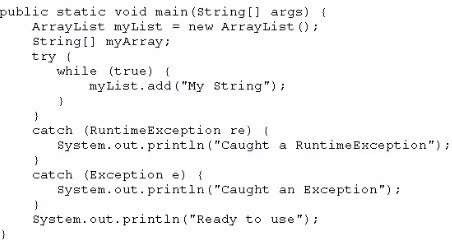 public static void main(String[] args) {
    ArrayList myList = new ArrayList();
    String[] myArray;
    try {
        while (true) {
            myList.add("My String");
        }
    }
    catch (RuntimeException re) {
        System.out.println("Caught a RuntimeException");
    }
    catch (Exception e) {
        System.out.println("Caught an Exception");
    }
    System.out.println("Ready to use");
}